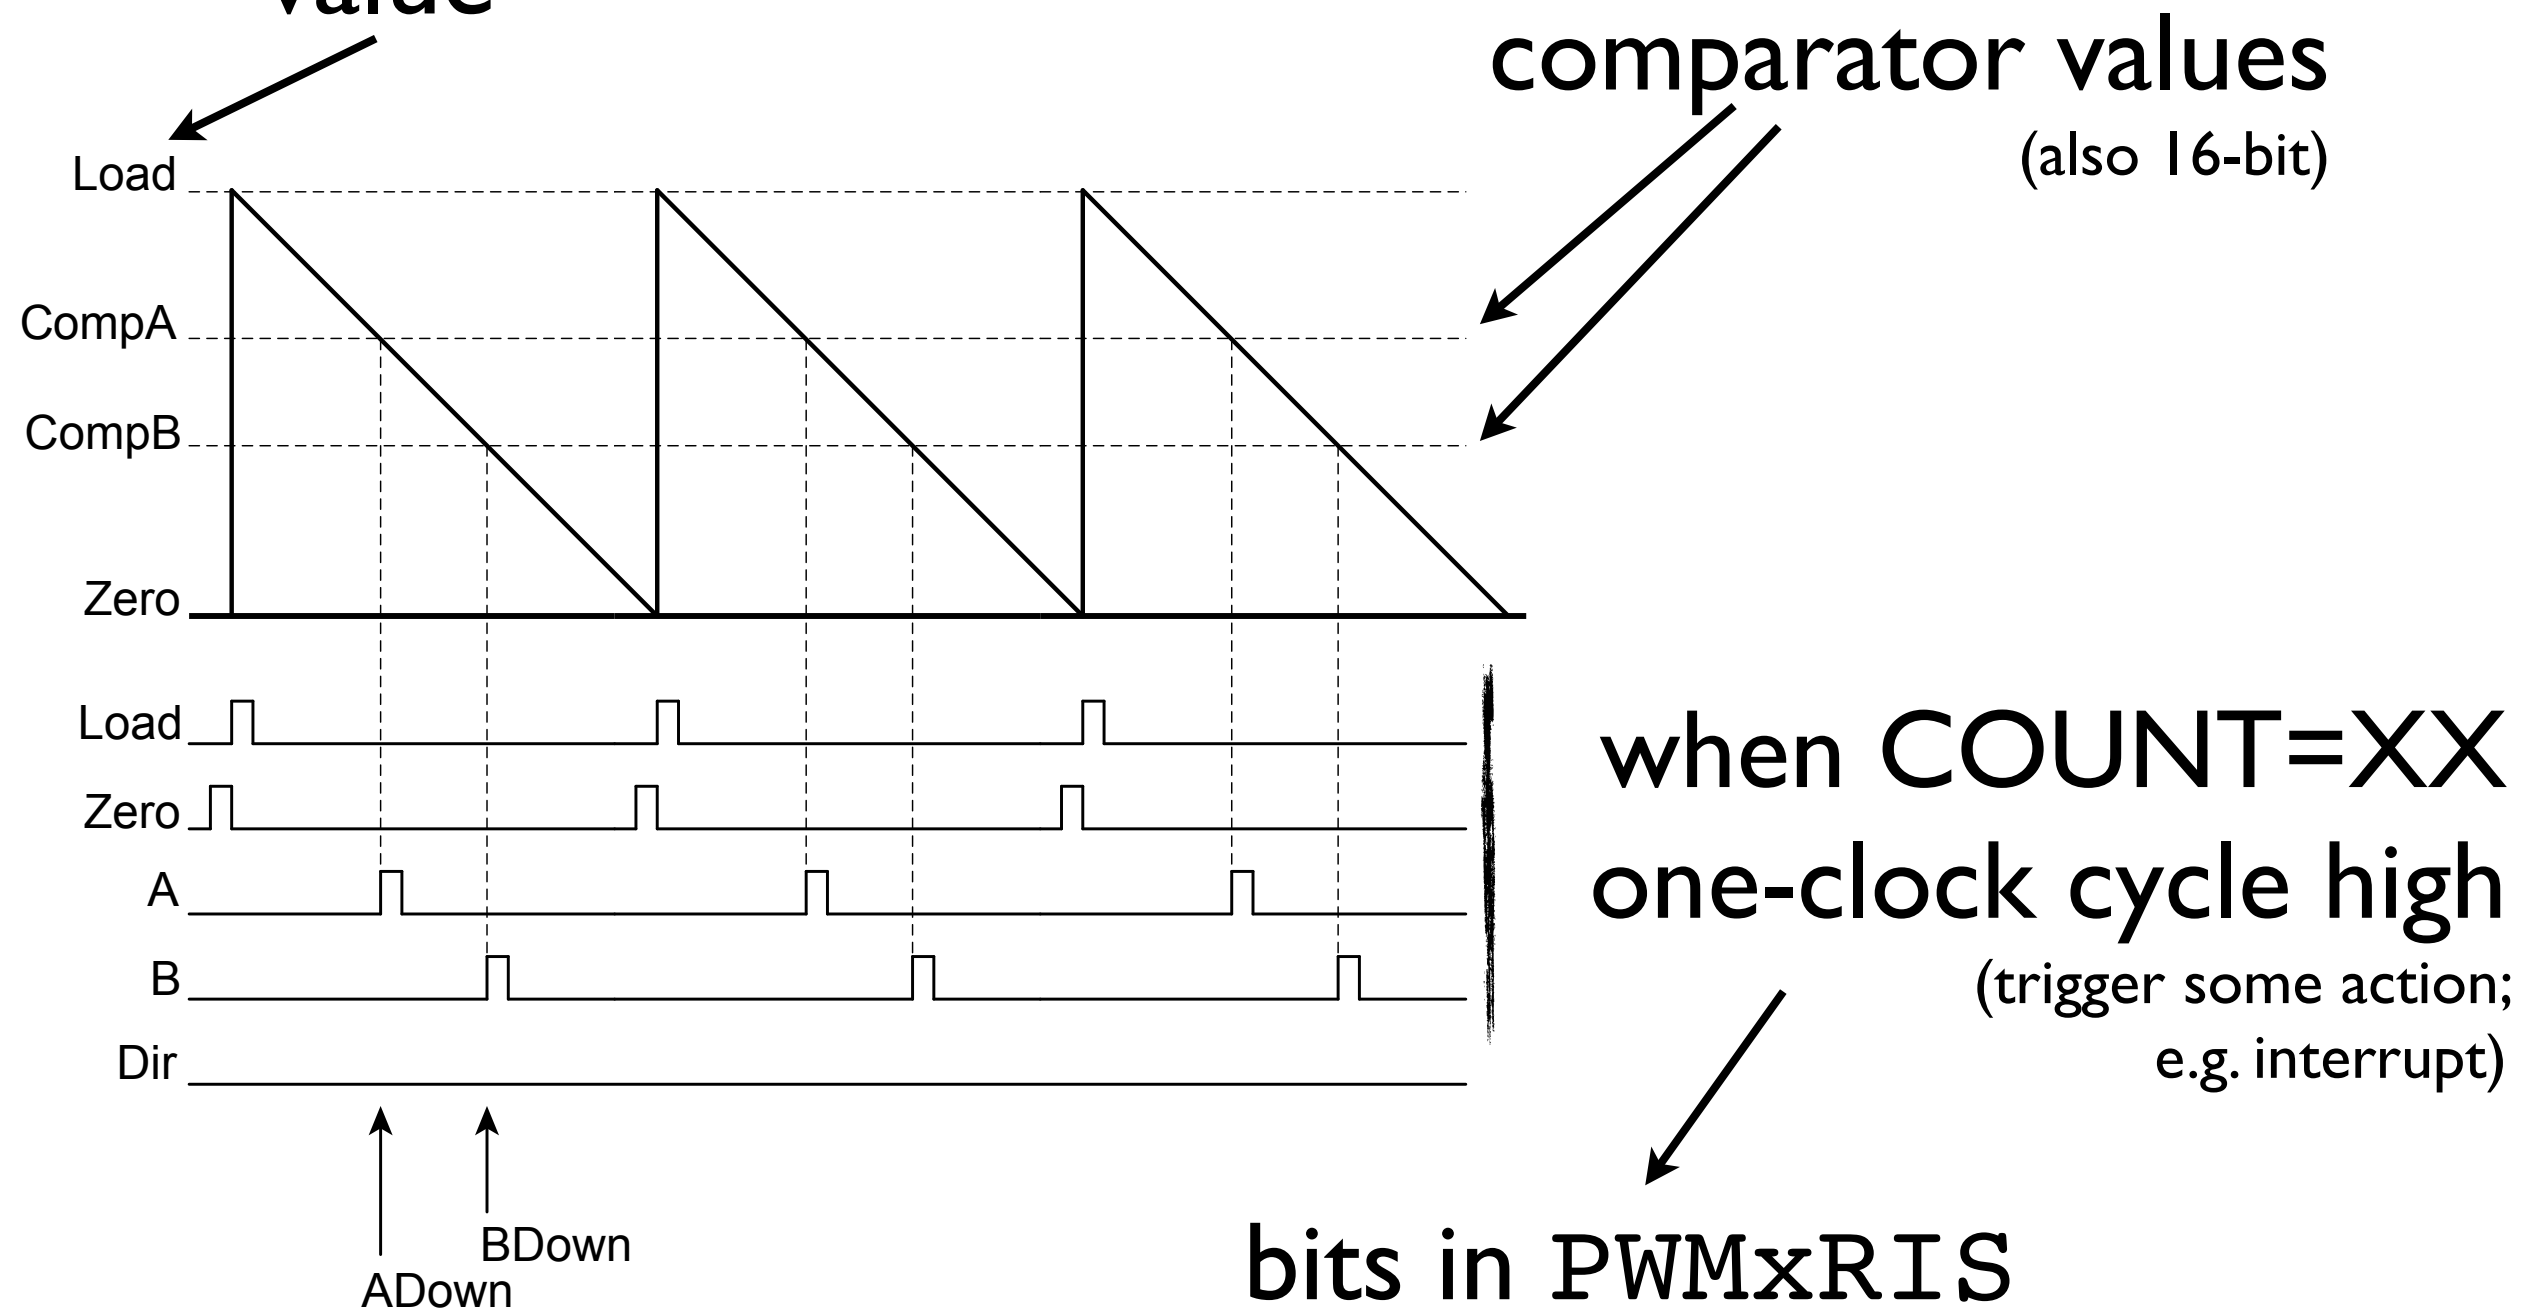 value
comparator values
(also 16-bit)
Load
CompA
CompB
Zero
Load
Zero
A
B
Dir
when COUNT=XX
one-clock cycle high
(trigger some action;
e.g. interrupt)
BDown
ADown
bits in PWMxRIS